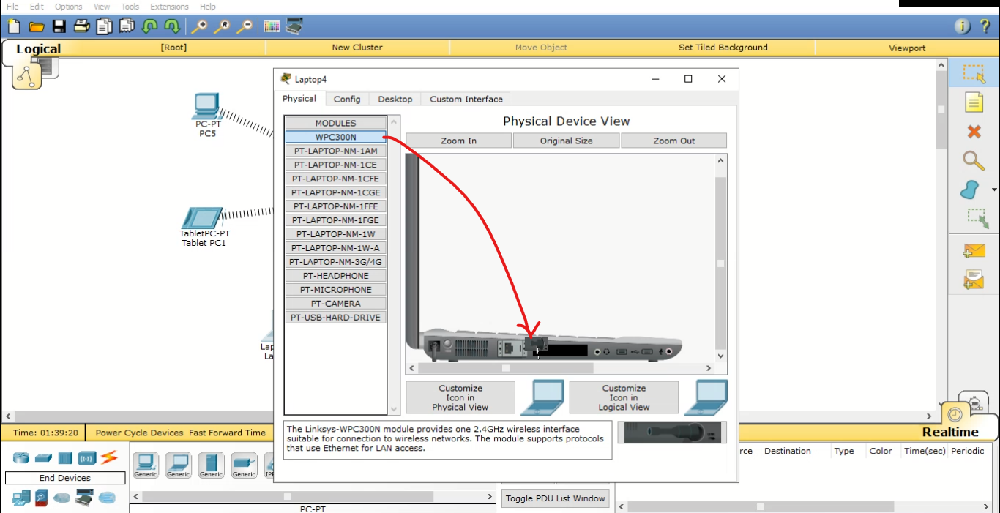 File Edit Options View Tools Extensions Help
Logical [Root] New Cluster Move Object Set Tiled Background Viewport
PC-PT
PC5
TabletPC-PT
Tablet PC1
Lap
La
Laptop4
Physical Config Desktop Custom Interface
MODULES
WPC300N
PT-LAPTOP-NM-1AM
PT-LAPTOP-NM-1CE
PT-LAPTOP-NM-1CFE
PT-LAPTOP-NM-1CGE
PT-LAPTOP-NM-1FFE
PT-LAPTOP-NM-1FGE
PT-LAPTOP-NM-1W
PT-LAPTOP-NM-1W-A
PT-LAPTOP-NM-3G/4G
PT-HEADPHONE
PT-MICROPHONE
PT-CAMERA
PT-USB-HARD-DRIVE
Physical Device View
Zoom In Original Size Zoom Out
Customize
Icon in
Physical View
Customize
Icon in
Logical View
The Linksys-WPC300N module provides one 2.4GHz wireless interface
suitable for connection to wireless networks. The module supports protocols
that use Ethernet for LAN access.
Time: 01:39:20 Power Cycle Devices Fast Forward Time
Realtime
End Devices
Generic Generic Generic Generic IPP
PC-PT
Toggle PDU List Window
rce Destination Type Color Time(sec) Periodic